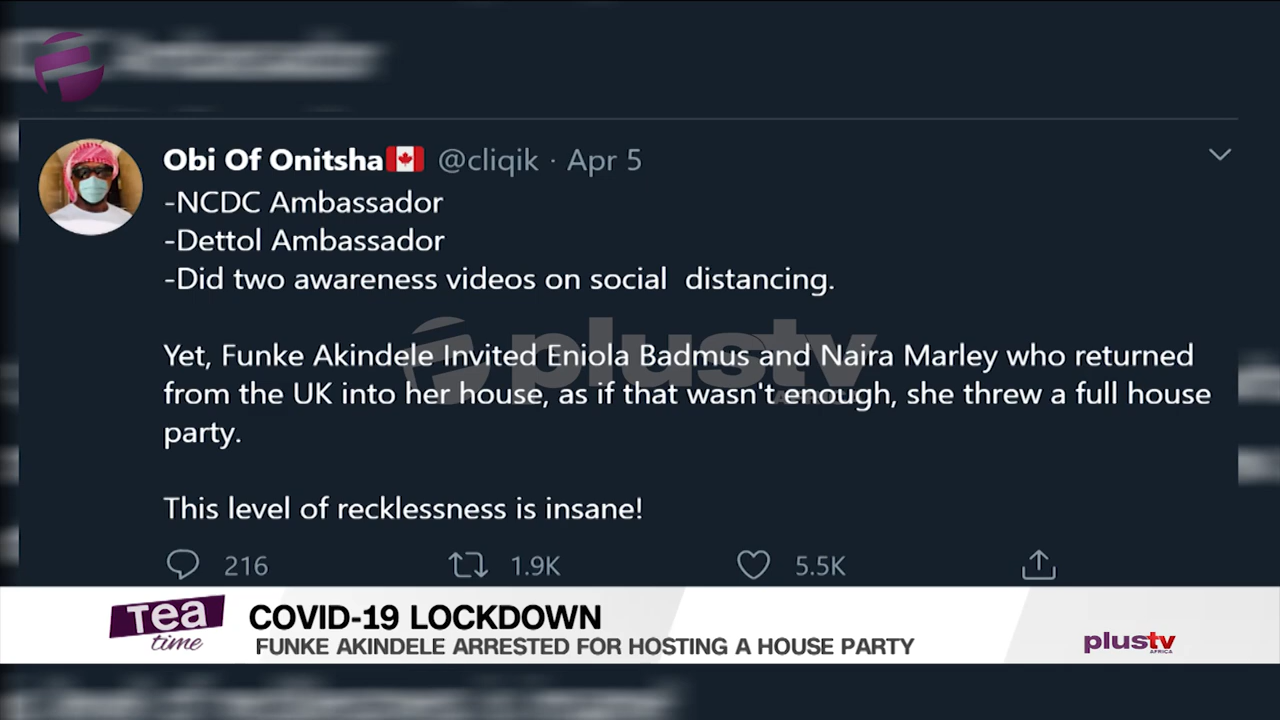 Obi Of Onitsha🇨🇦 @cliqik · Apr 5
-NCDC Ambassador
-Dettol Ambassador
-Did two awareness videos on social  distancing.
Yet, Funke Akindele Invited Eniola Badmus and Naira Marley who returned
from the UK into her house, as if that wasn't enough, she threw a full house
party.
This level of recklessness is insane!
216 1.9K 5.5K
plustv
AFRICA
Tea
time
COVID-19 LOCKDOWN
FUNKE AKINDELE ARRESTED FOR HOSTING A HOUSE PARTY
plustv
AFRICA